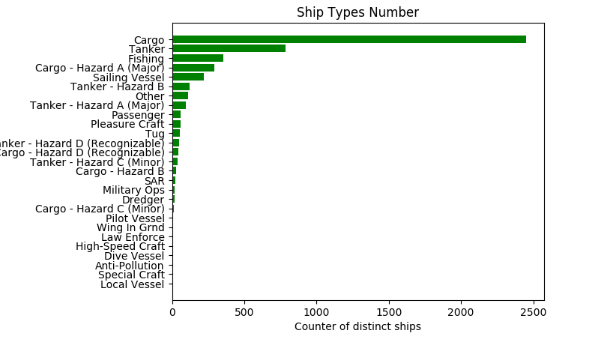 Ship Types Number
Cargo
Tanker
Fishing
Cargo - Hazard A (Major)
Sailing Vessel
Tanker - Hazard B
Other
Tanker - Hazard A (Major)
Passenger
Pleasure Craft
Tug
anker - Hazard D (Recognizable)
Cargo - Hazard D (Recognizable)
Tanker - Hazard C (Minor)
Cargo - Hazard B
SAR
Military Ops
Dredger
Cargo - Hazard C (Minor)
Pilot Vessel
Wing In Grnd
Law Enforce
High-Speed Craft
Dive Vessel
Anti-Pollution
Special Craft
Local Vessel
0 500 1000 1500 2000 2500
Counter of distinct ships